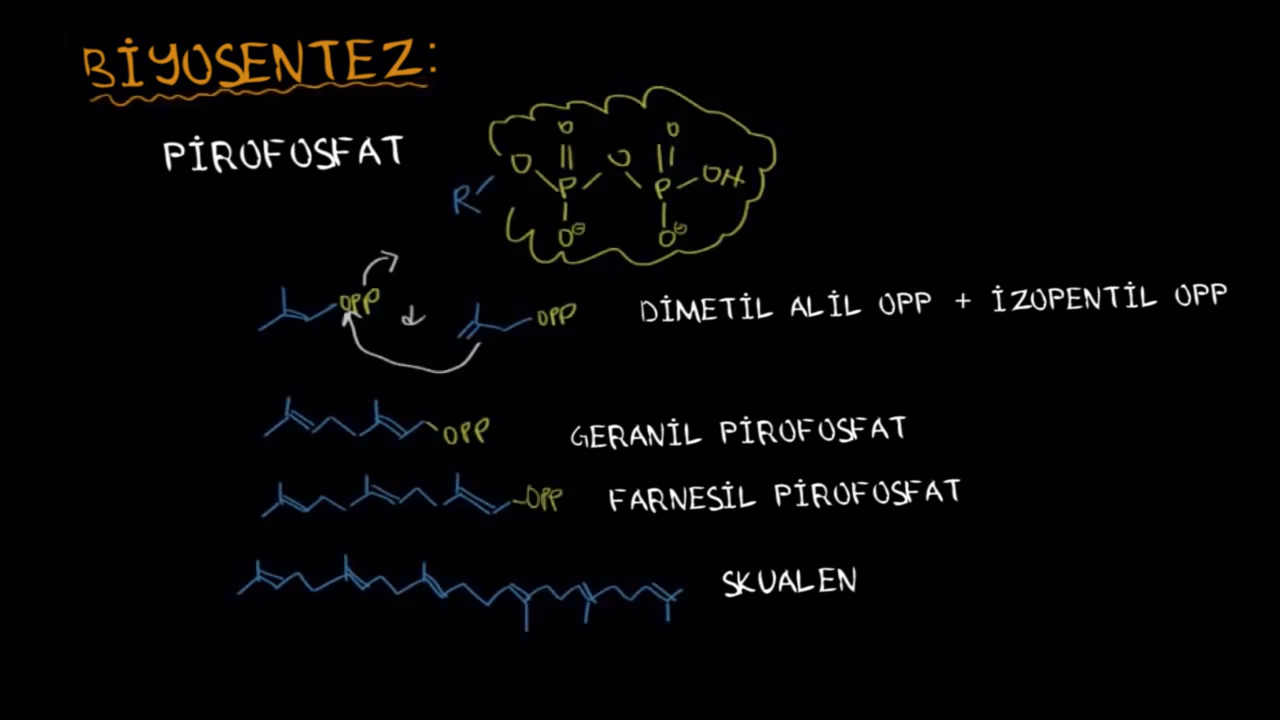 BİYOSENTEZ:
PİROFOSFAT
O O O O
R P P OH
O⊖ O⊖
OPP OPP DİMETİL ALİL OPP + İZOPENTİL OPP
OPP GERANİL PİROFOSFAT
OPP FARNESİL PİROFOSFAT
SKUALEN